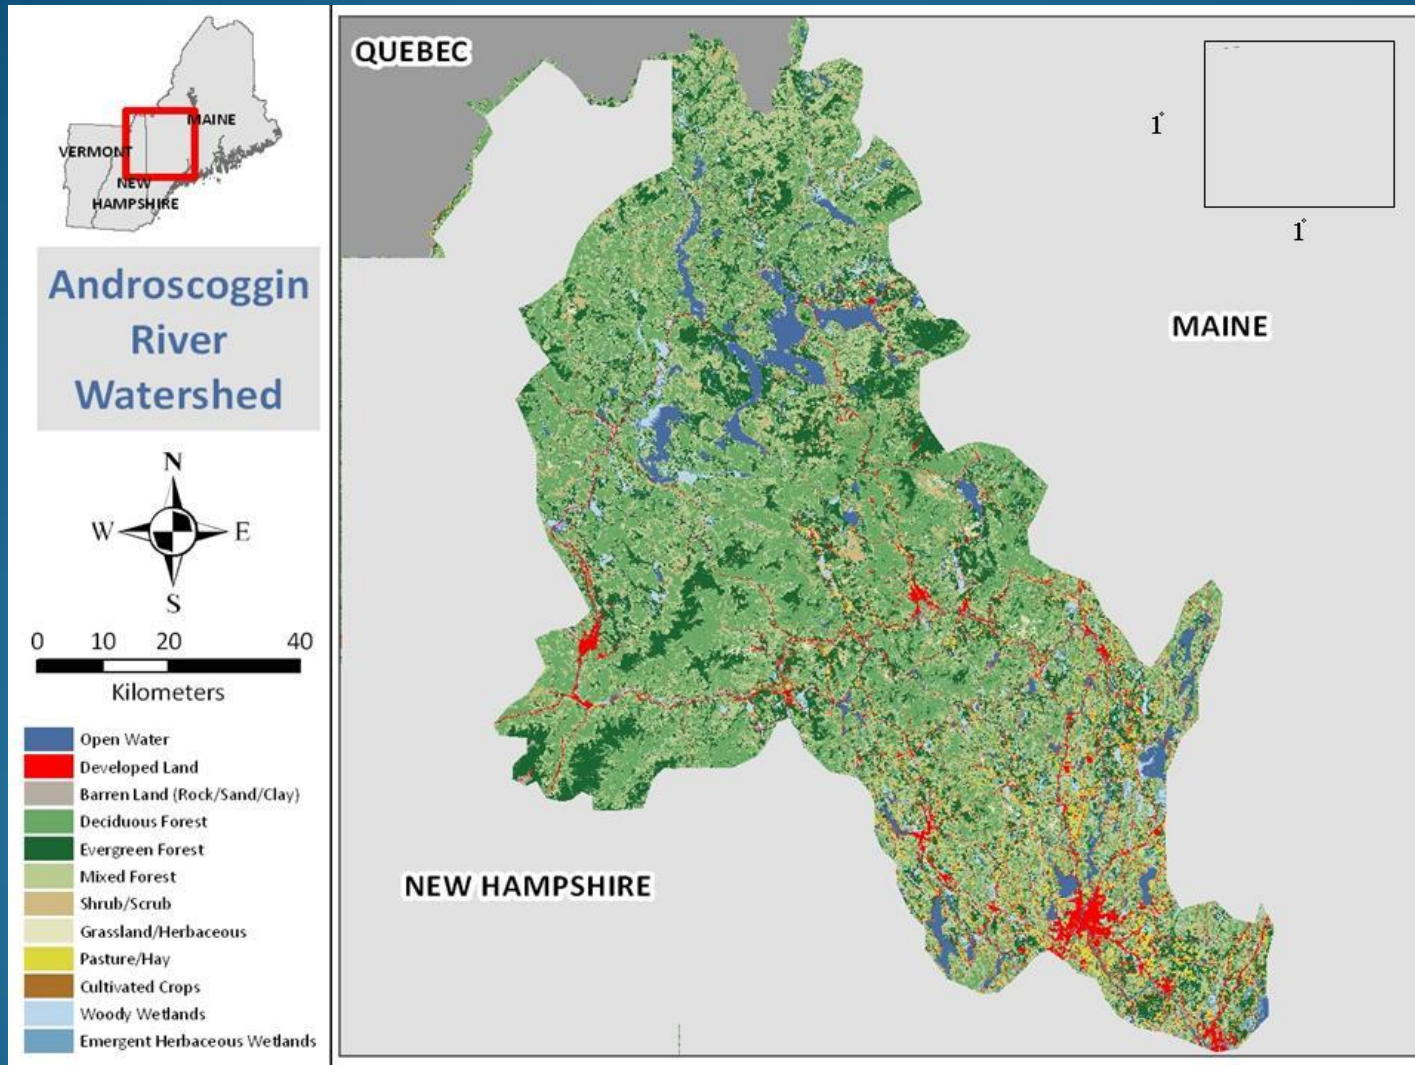 MAINE
VERMONT
NEW
HAMPSHIRE
Androscoggin
River
Watershed
N
W
E
S
0 10 20 40
Kilometers
Open Water
Developed Land
Barren Land (Rock/Sand/Clay)
Deciduous Forest
Evergreen Forest
Mixed Forest
Shrub/Scrub
Grassland/Herbaceous
Pasture/Hay
Cultivated Crops
Woody Wetlands
Emergent Herbaceous Wetlands
QUEBEC
1°
1°
MAINE
NEW HAMPSHIRE